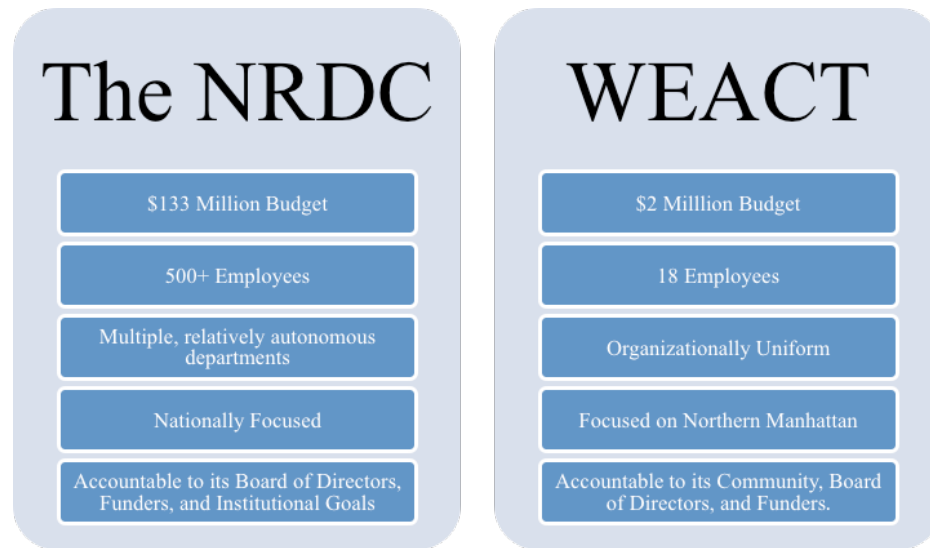 The NRDC
$133 Million Budget
500+ Employees
Multiple, relatively autonomous
departments
Nationally Focused
Accountable to its Board of Directors,
Funders, and Institutional Goals
WEACT
$2 Milllion Budget
18 Employees
Organizationally Uniform
Focused on Northern Manhattan
Accountable to its Community, Board
of Directors, and Funders.